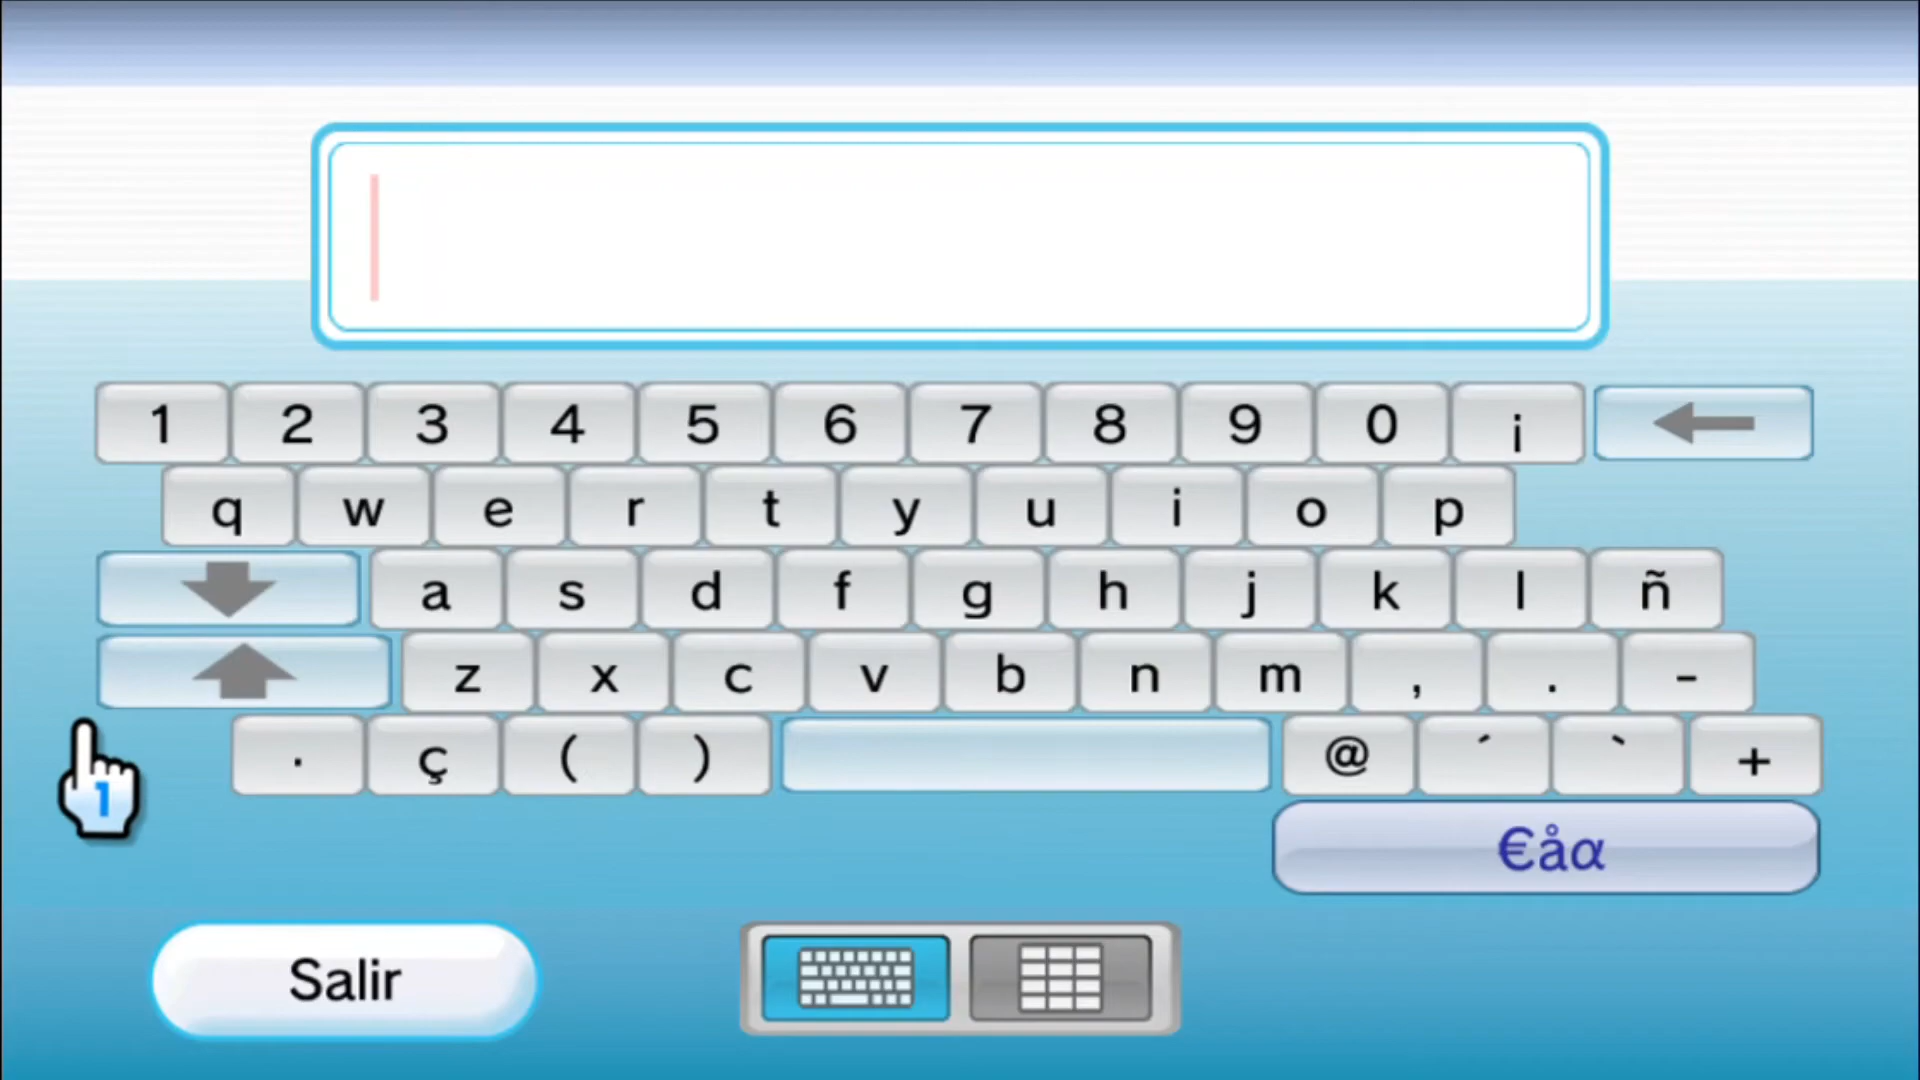 1 2 3 4 5 6 7 8 9 0 ¡
q w e r t y u i o p
a s d f g h j k l ñ
z x c v b n m , . -
· ç ( ) @ ´ ` +
1
€åα
Salir